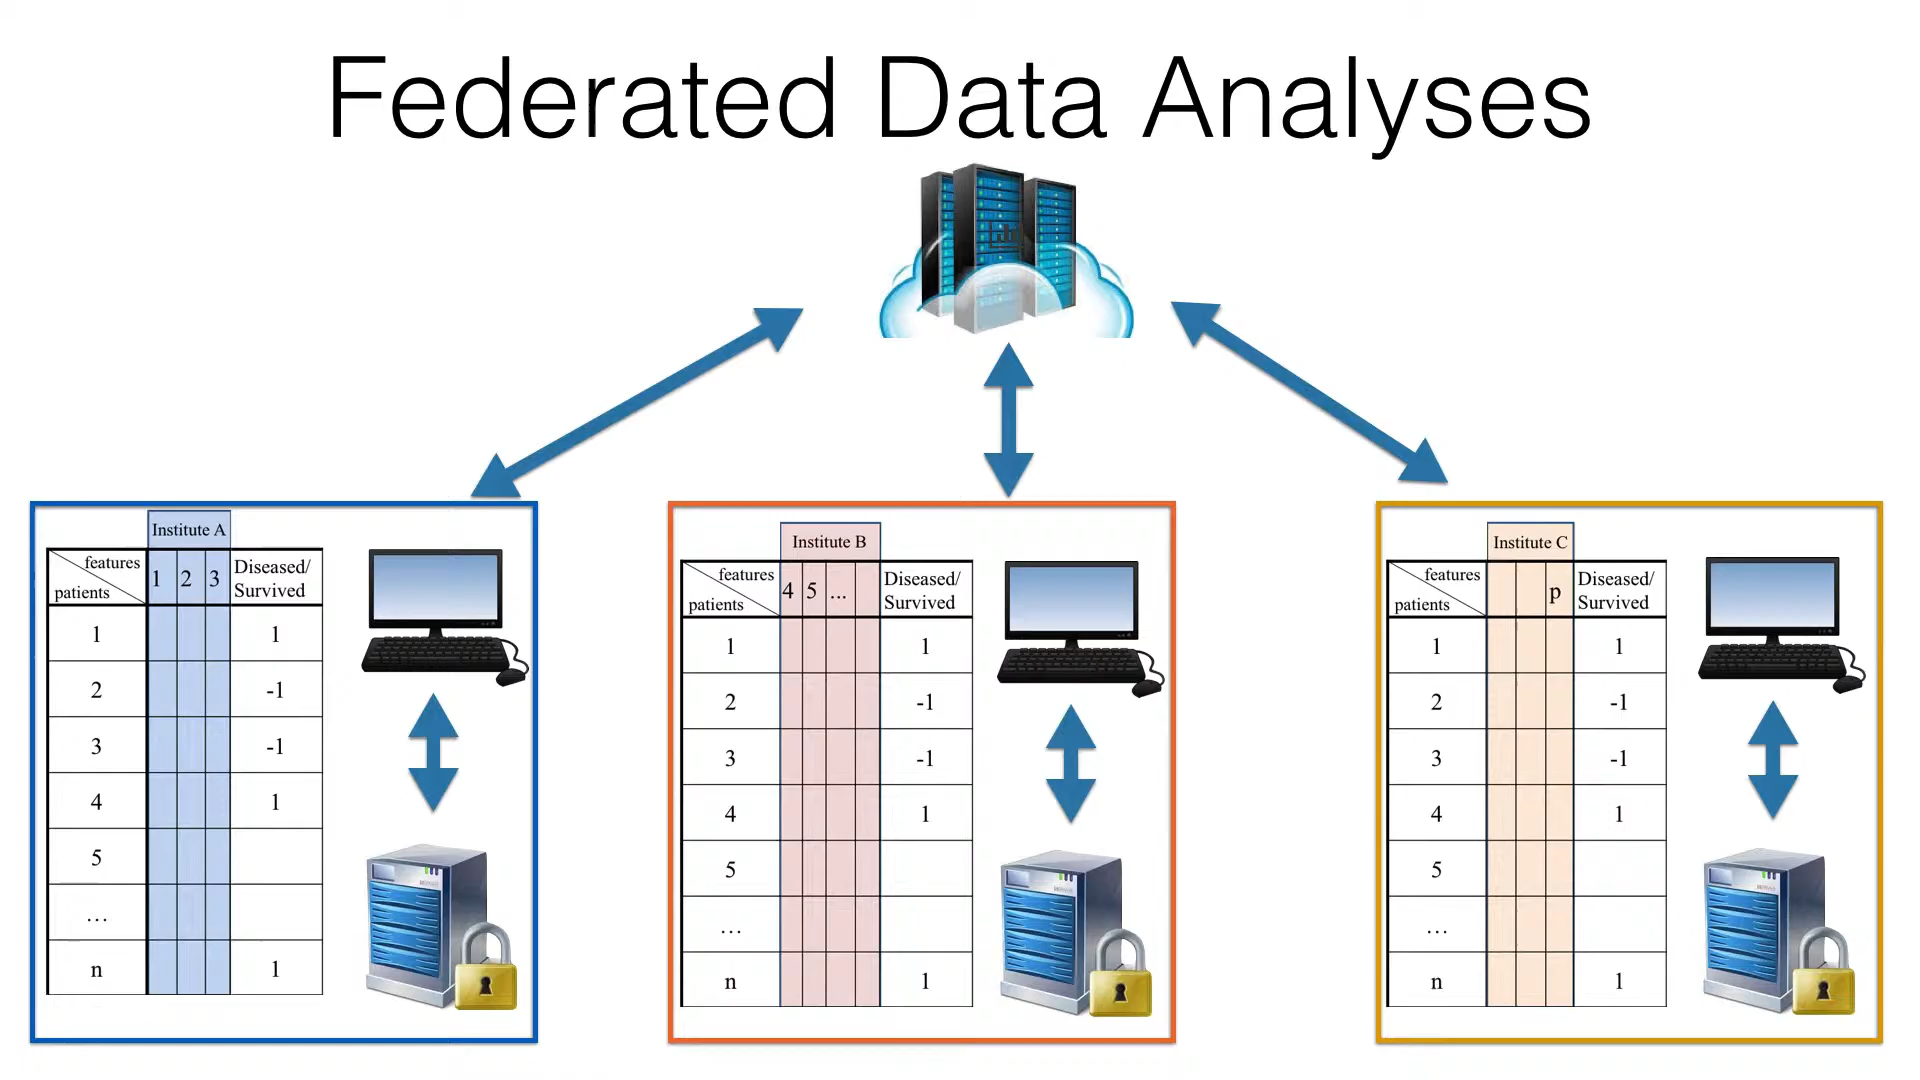 Federated Data Analyses
Institute A
features
patients
1 2 3
Diseased/
Survived
1 1
2 -1
3 -1
4 1
5
...
n 1
Institute B
features
patients
4 5 ...
Diseased/
Survived
1 1
2 -1
3 -1
4 1
5
...
n 1
Institute C
features
patients
p
Diseased/
Survived
1 1
2 -1
3 -1
4 1
5
...
n 1